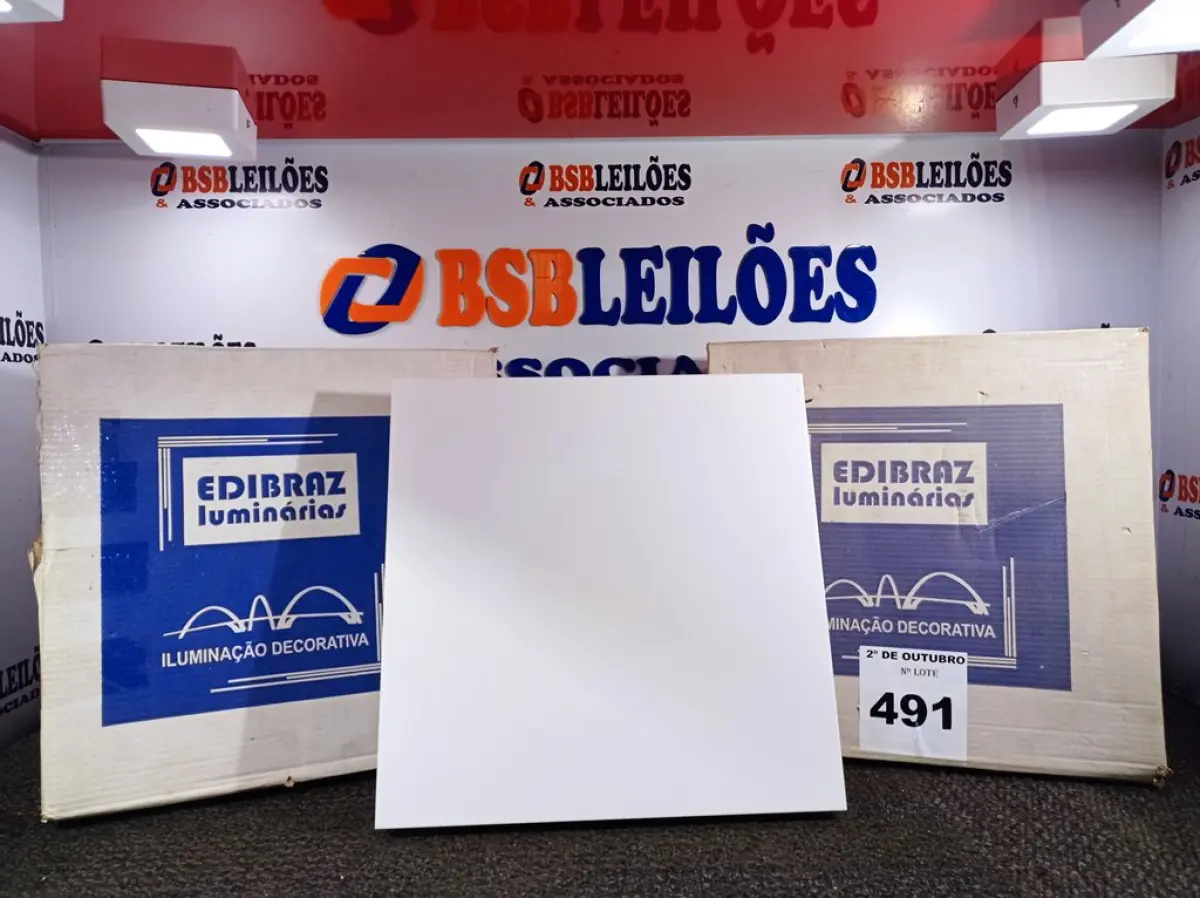 BSBLEILÕES
& ASSOCIADOS
BSBLEILÕES
& ASSOCIADOS
BSBLEILÕES
& ASSOCIADOS
BSBLEILÕES
EDIBRAZ
luminárias
ILUMINAÇÃO DECORATIVA
EDIBRAZ
luminárias
MINAÇÃO DECORATIVA
2º DE OUTUBRO
Nº LOTE
491